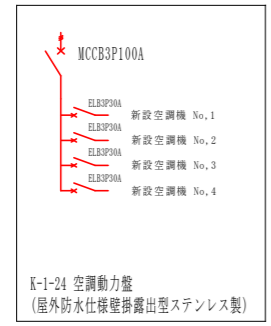 MCCB3P100A
ELB3P30A
新設空調機 No,1
ELB3P30A
新設空調機 No,2
ELB3P30A
新設空調機 No,3
ELB3P30A
新設空調機 No,4
K-1-24 空調動力盤
(屋外防水仕様壁掛露出型ステンレス製)